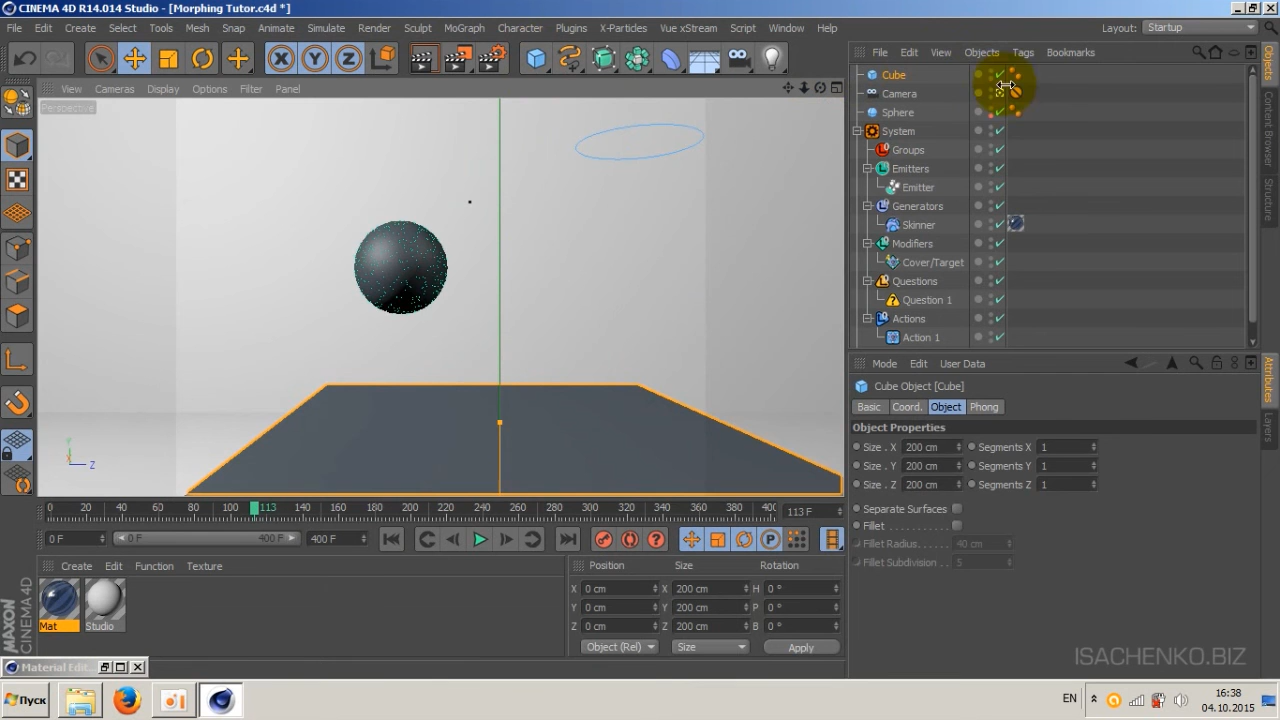 CINEMA 4D R14.014 Studio - [Morphing Tutor.c4d *]
File Edit Create Select Tools Mesh Snap Animate Simulate Render Sculpt MoGraph Character Plugins X-Particles Vue xStream Script Window Help Layout: Startup
X Y Z
File Edit View Objects Tags Bookmarks
View Cameras Display Options Filter Panel
Perspective
Cube
Camera
Sphere
System
Groups
Emitters
Emitter
Generators
Skinner
Modifiers
Cover/Target
Questions
Question 1
Actions
Action 1
Objects
Content Browser
Structure
Y
X Z
Mode Edit User Data
Cube Object [Cube]
Basic Coord. Object Phong
Object Properties
Size . X 200 cm Segments X 1
Size . Y 200 cm Segments Y 1
Size . Z 200 cm Segments Z 1
Separate Surfaces
Fillet
Fillet Radius 40 cm
Fillet Subdivision 5
Attributes
Layers
0 20 40 60 80 100 113 140 160 180 200 220 240 260 280 300 320 340 360 380 400 113 F
0 F 0 F 400 F 400 F
P
Create Edit Function Texture
Mat Studio
Position Size Rotation
X 0 cm X 200 cm H 0 °
Y 0 cm Y 200 cm P 0 °
Z 0 cm Z 200 cm B 0 °
Object (Rel) Size Apply
MAXON
CINEMA 4D
Material Edit...
ISACHENKO.BIZ
Пуск
EN
16:38
04.10.2015